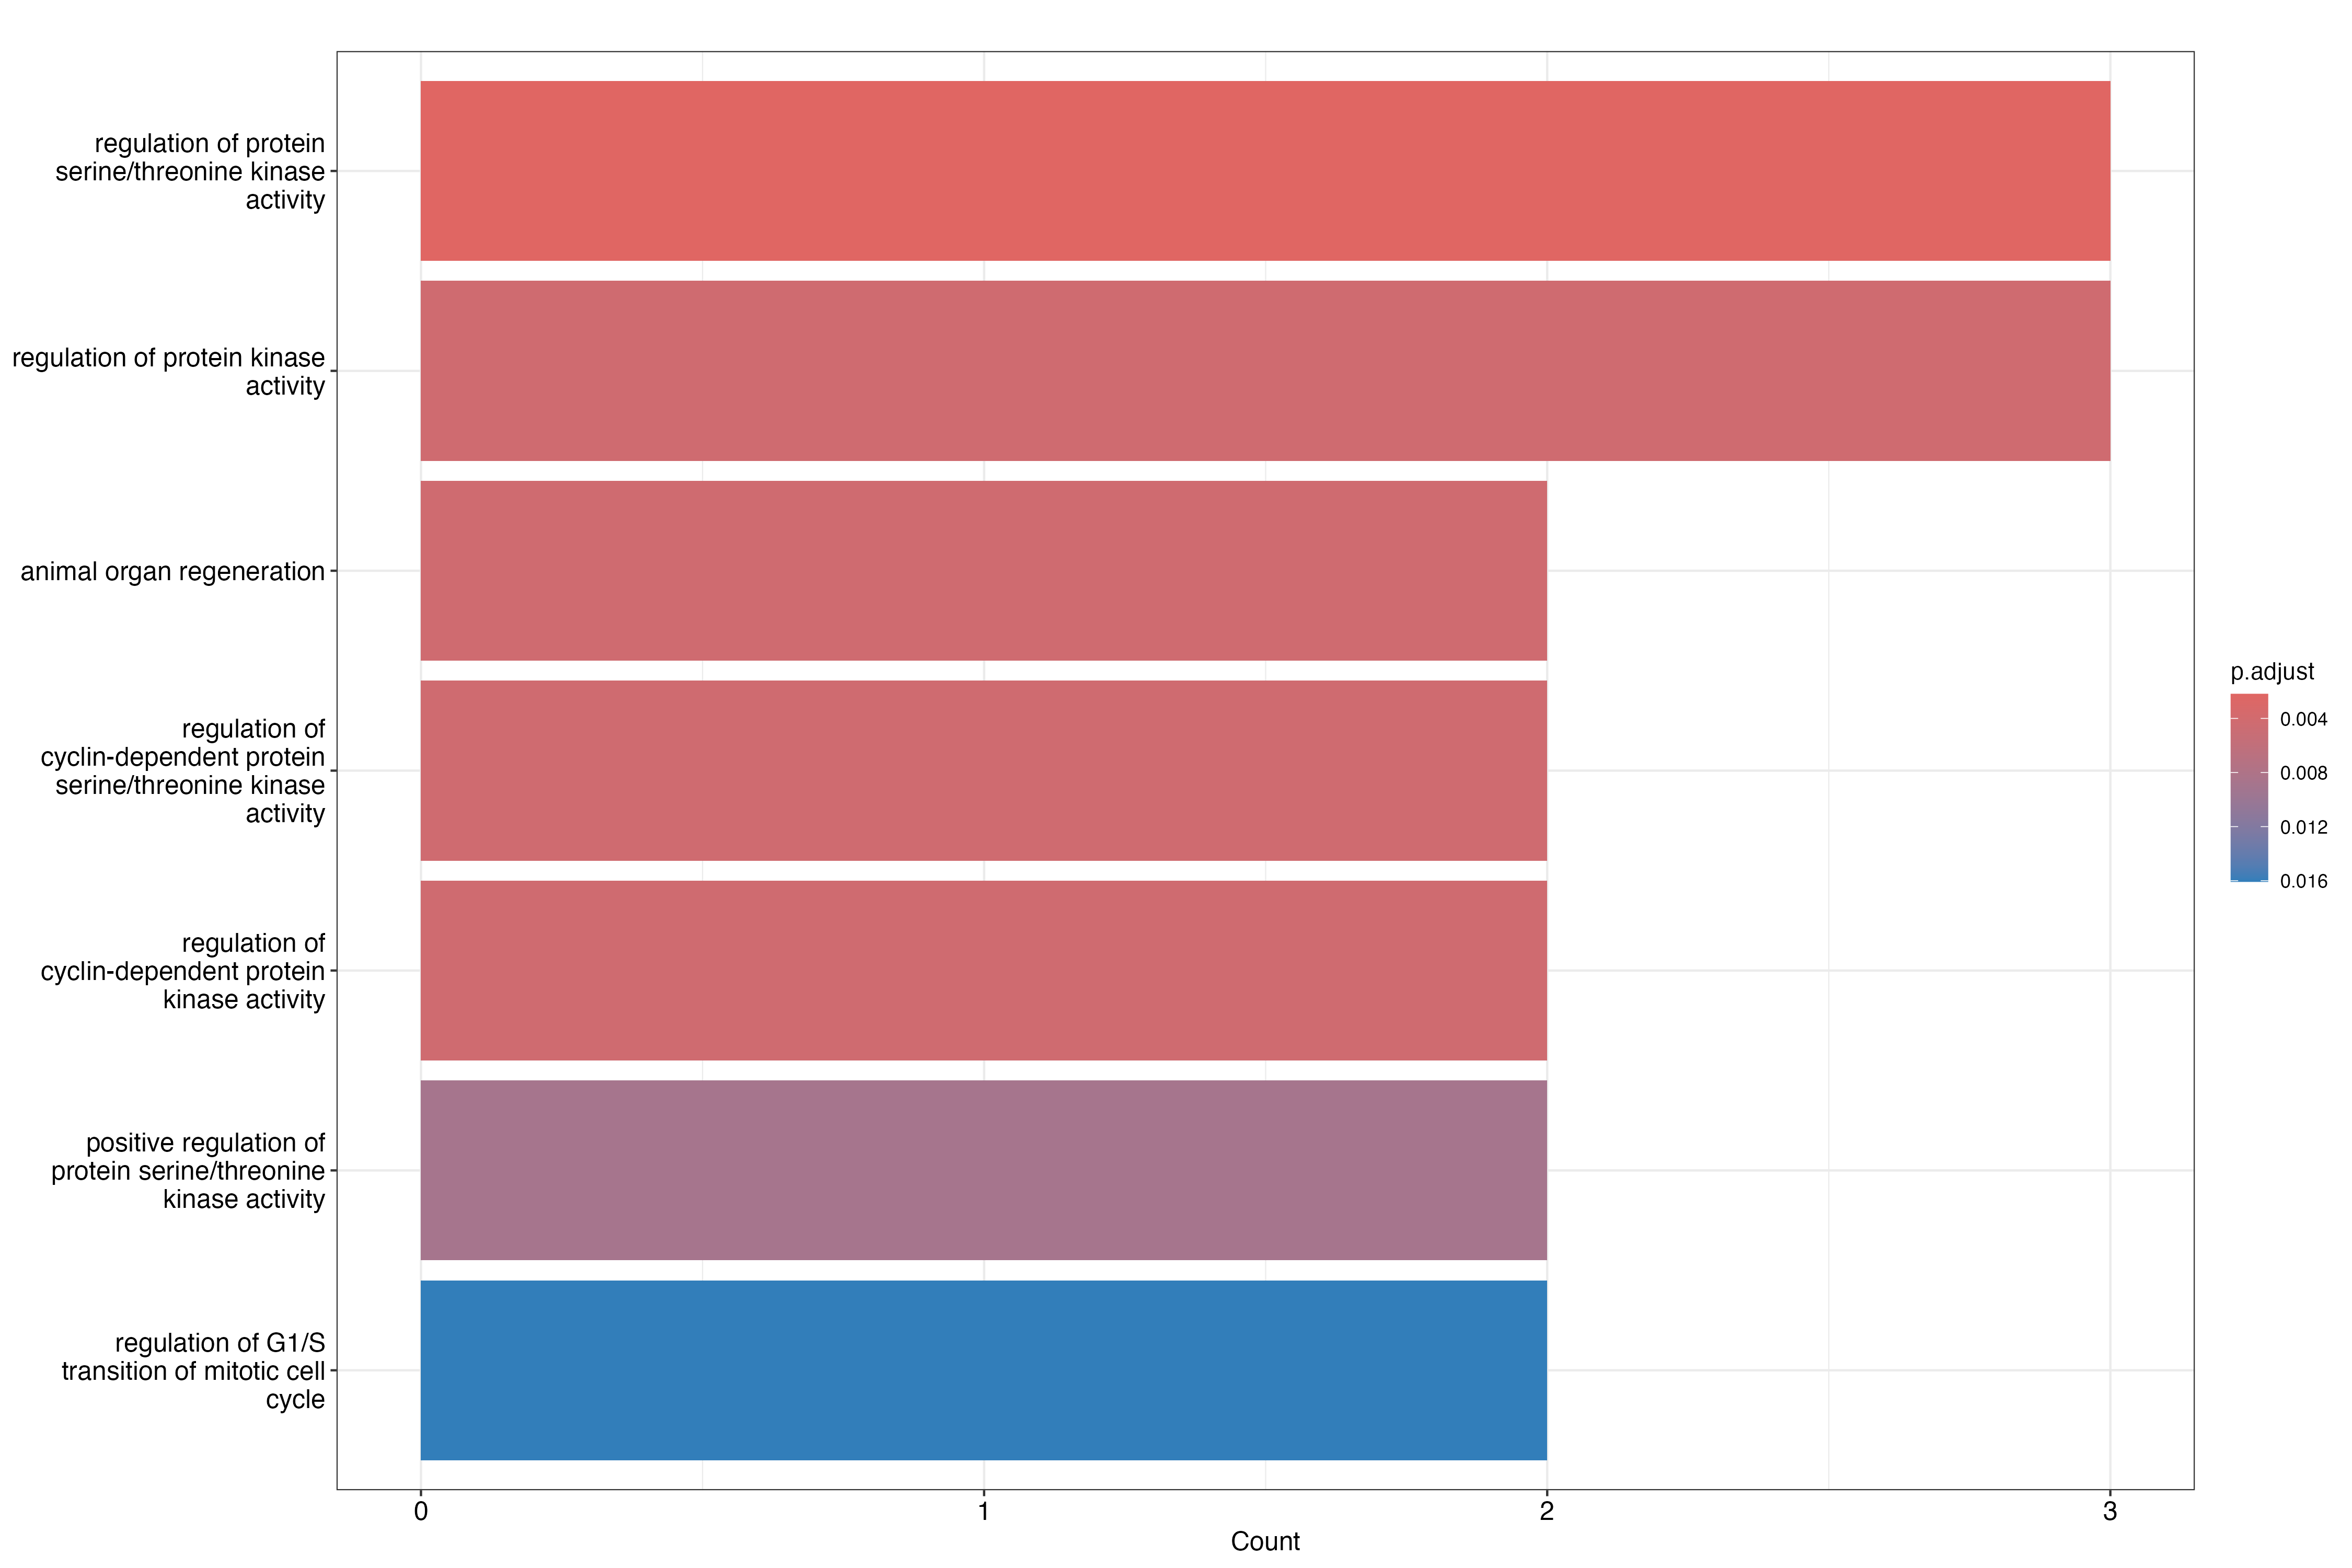 regulation of protein
serine/threonine kinase
activity
regulation of protein kinase
activity
animal organ regeneration
regulation of
cyclin-dependent protein
serine/threonine kinase
activity
regulation of
cyclin-dependent protein
kinase activity
positive regulation of
protein serine/threonine
kinase activity
regulation of G1/S
transition of mitotic cell
cycle
0 1 2 3
Count
p.adjust
0.004
0.008
0.012
0.016